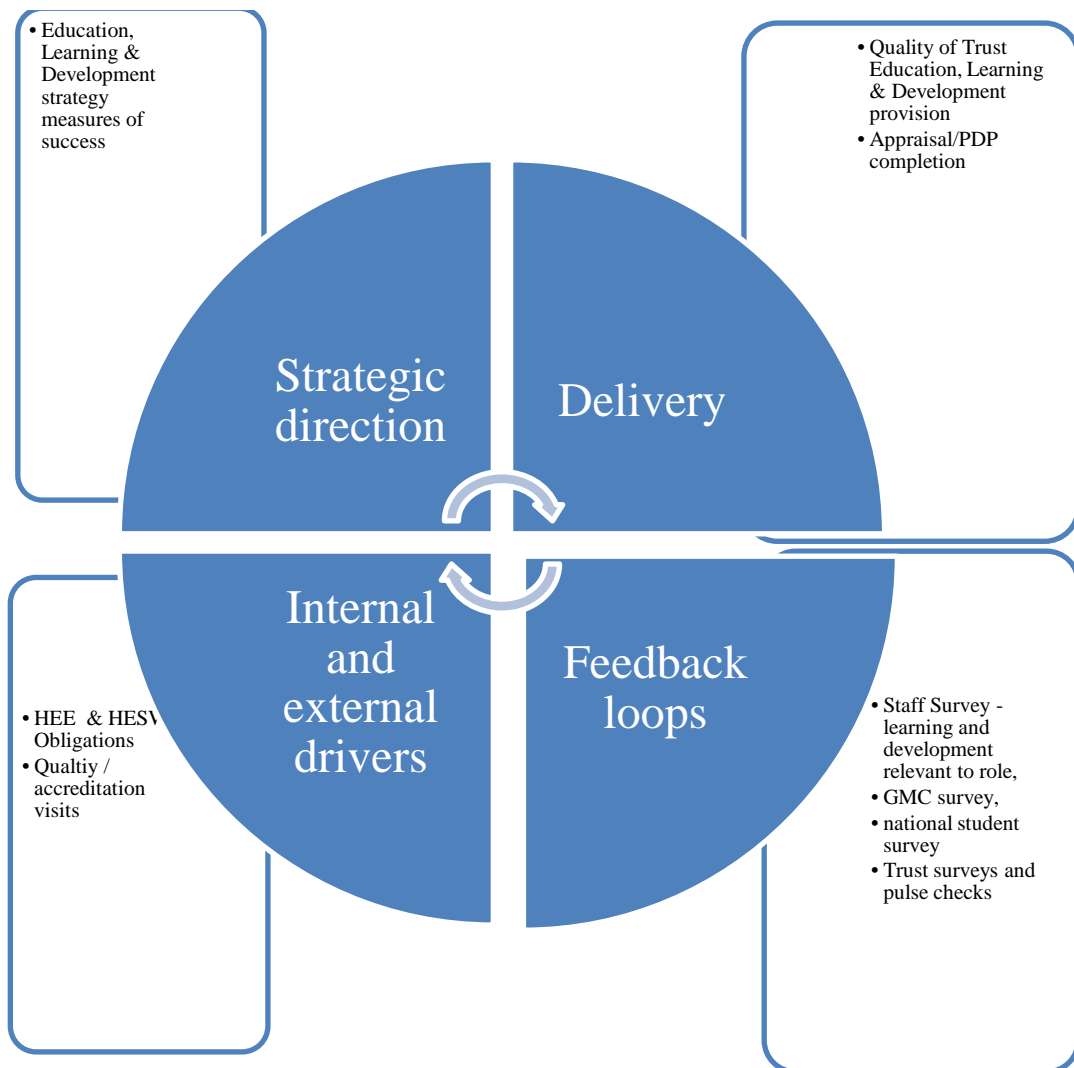 • Education,
Learning &
Development
strategy
measures of
success
• Quality of Trust
Education, Learning
& Development
provision
• Appraisal/PDP
completion
Strategic
direction
Delivery
Internal
and
external
drivers
Feedback
loops
• HEE & HESW
Obligations
• Qualtiy /
accreditation
visits
• Staff Survey -
learning and
development
relevant to role,
• GMC survey,
• national student
survey
• Trust surveys and
pulse checks